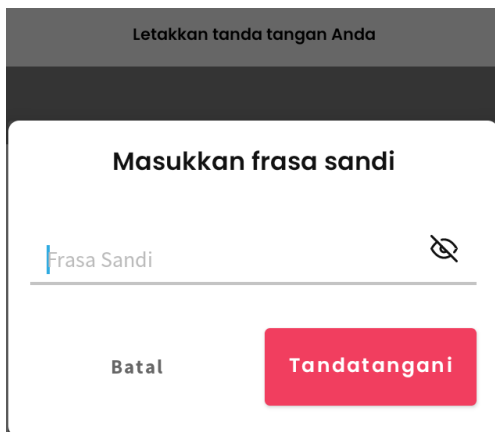 Letakkan tanda tangan Anda
Masukkan frasa sandi
Frasa Sandi
Batal
Tandatangani